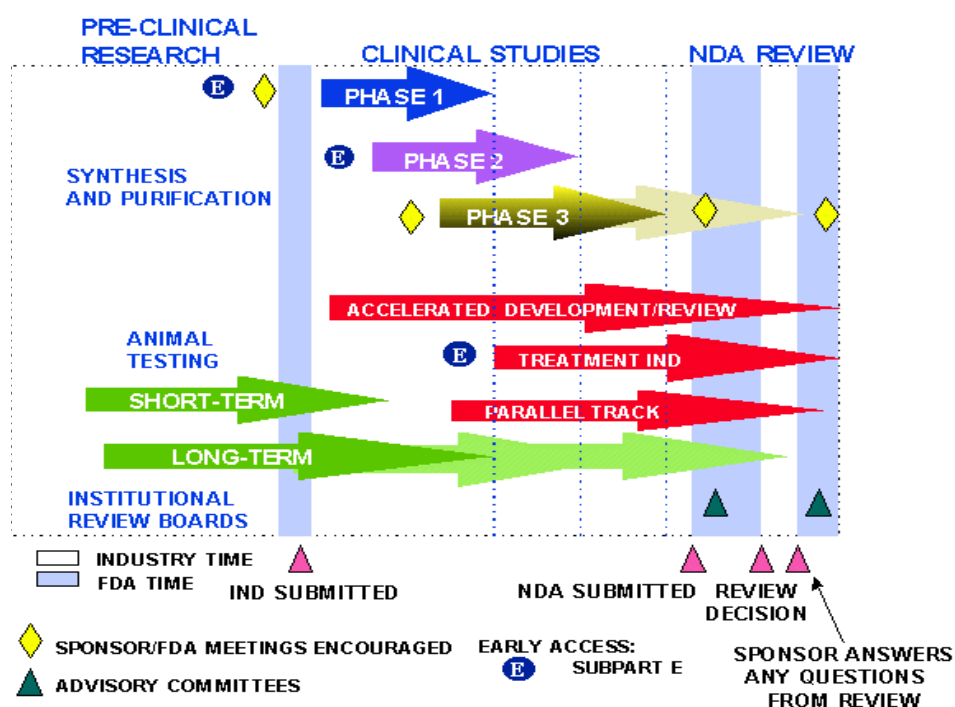 PRE-CLINICAL
RESEARCH
CLINICAL STUDIES
NDA REVIEW
E
PHASE 1
E
PHASE 2
SYNTHESIS
AND PURIFICATION
PHASE 3
ACCELERATED DEVELOPMENT/REVIEW
ANIMAL
TESTING
E
TREATMENT IND
SHORT-TERM
PARALLEL TRACK
LONG-TERM
INSTITUTIONAL
REVIEW BOARDS
INDUSTRY TIME
FDA TIME
IND SUBMITTED
NDA SUBMITTED
REVIEW
DECISION
SPONSOR/FDA MEETINGS ENCOURAGED
ADVISORY COMMITTEES
EARLY ACCESS:
E
SUBPART E
SPONSOR ANSWERS
ANY QUESTIONS
FROM REVIEW